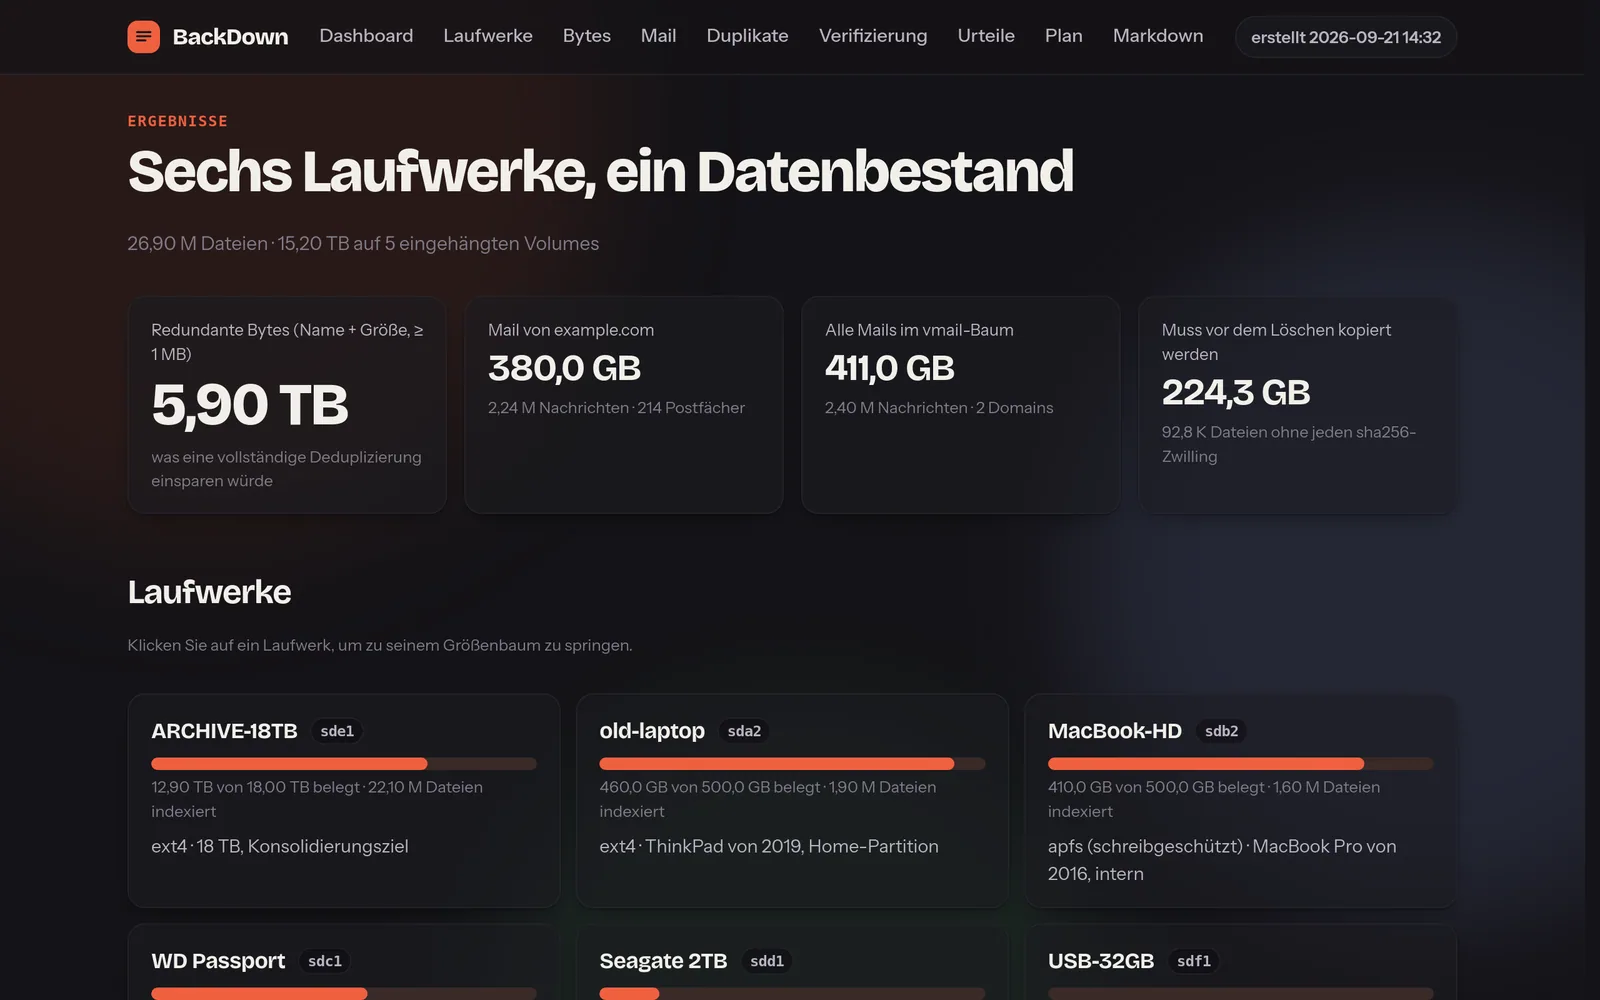 BackDown
Dashboard
Laufwerke
Bytes
Mail
Duplikate
Verifizierung
Urteile
Plan
Markdown
erstellt 2026-09-21 14:32
ERGEBNISSE
Sechs Laufwerke, ein Datenbestand
26,90 M Dateien · 15,20 TB auf 5 eingehängten Volumes
Redundante Bytes (Name + Größe, ≥
1 MB)
5,90 TB
was eine vollständige Deduplizierung
einsparen würde
Mail von example.com
380,0 GB
2,24 M Nachrichten · 214 Postfächer
Alle Mails im vmail-Baum
411,0 GB
2,40 M Nachrichten · 2 Domains
Muss vor dem Löschen kopiert
werden
224,3 GB
92,8 K Dateien ohne jeden sha256-
Zwilling
Laufwerke
Klicken Sie auf ein Laufwerk, um zu seinem Größenbaum zu springen.
ARCHIVE-18TB sde1
12,90 TB von 18,00 TB belegt · 22,10 M Dateien
indexiert
ext4 · 18 TB, Konsolidierungsziel
old-laptop sda2
460,0 GB von 500,0 GB belegt · 1,90 M Dateien
indexiert
ext4 · ThinkPad von 2019, Home-Partition
MacBook-HD sdb2
410,0 GB von 500,0 GB belegt · 1,60 M Dateien
indexiert
apfs (schreibgeschützt) · MacBook Pro von
2016, intern
WD Passport sdc1
Seagate 2TB sdd1
USB-32GB sdf1